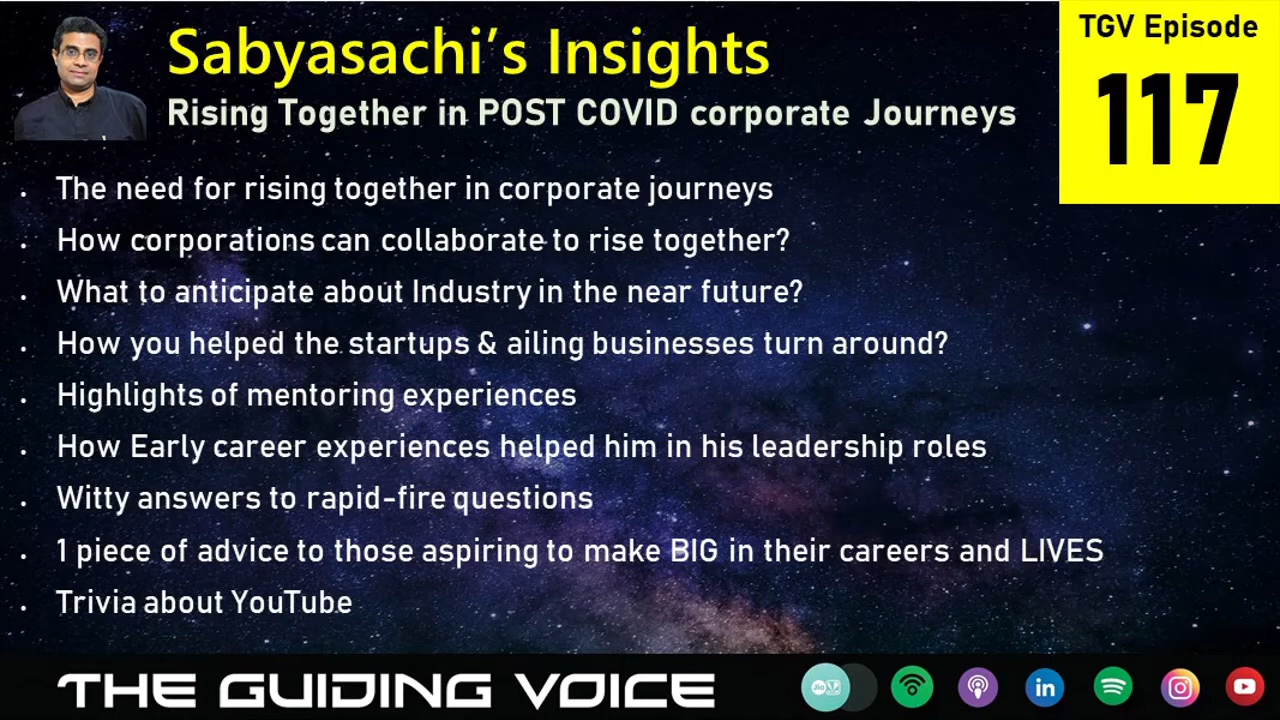 Sabyasachi's Insights
Rising Together in POST COVID corporate Journeys
TGV Episode
117
• The need for rising together in corporate journeys
• How corporations can collaborate to rise together?
• What to anticipate about Industry in the near future?
• How you helped the startups & ailing businesses turn around?
• Highlights of mentoring experiences
• How Early career experiences helped him in his leadership roles
• Witty answers to rapid-fire questions
• 1 piece of advice to those aspiring to make BIG in their careers and LIVES
• Trivia about YouTube
THE GUIDING VOICE
Jio
in